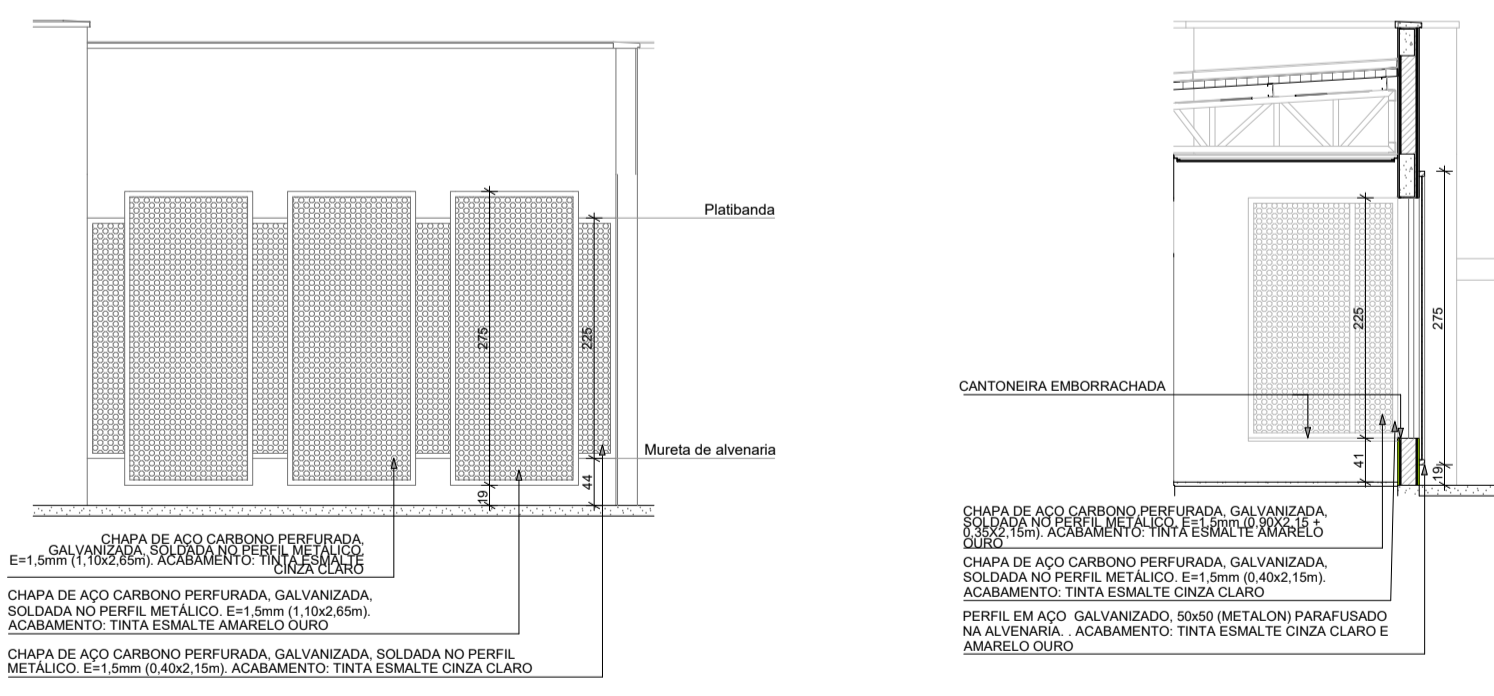 Platibanda
275
225
Mureta de alvenaria
44
19
CHAPA DE AÇO CARBONO PERFURADA,
GALVANIZADA, SOLDADA NO PERFIL METÁLICO.
E=1,5mm (1,10x2,65m). ACABAMENTO: TINTA ESMALTE
CINZA CLARO
CHAPA DE AÇO CARBONO PERFURADA, GALVANIZADA,
SOLDADA NO PERFIL METÁLICO. E=1,5mm (1,10x2,65m).
ACABAMENTO: TINTA ESMALTE AMARELO OURO
CHAPA DE AÇO CARBONO PERFURADA, GALVANIZADA, SOLDADA NO PERFIL
METÁLICO. E=1,5mm (0,40x2,15m). ACABAMENTO: TINTA ESMALTE CINZA CLARO
225
275
CANTONEIRA EMBORRACHADA
41
19
CHAPA DE AÇO CARBONO PERFURADA, GALVANIZADA,
SOLDADA NO PERFIL METÁLICO. E=1,5mm (0,90X2,15 +
0,35X2,15m). ACABAMENTO: TINTA ESMALTE AMARELO
OURO
CHAPA DE AÇO CARBONO PERFURADA, GALVANIZADA,
SOLDADA NO PERFIL METÁLICO. E=1,5mm (0,40x2,15m).
ACABAMENTO: TINTA ESMALTE CINZA CLARO
PERFIL EM AÇO GALVANIZADO, 50x50 (METALON) PARAFUSADO
NA ALVENARIA. . ACABAMENTO: TINTA ESMALTE CINZA CLARO E
AMARELO OURO